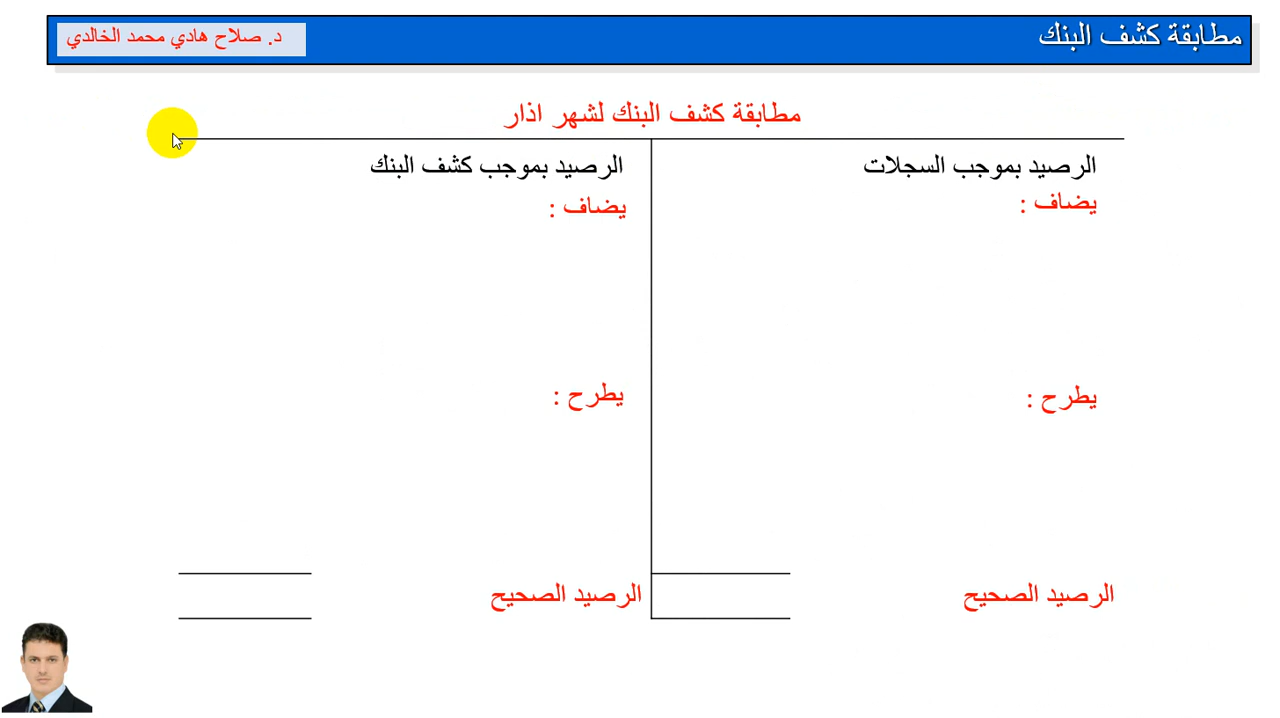 مطابقة كشف البنك
د. صلاح هادي محمد الخالدي
مطابقة كشف البنك لشهر اذار
الرصيد بموجب السجلات
يضاف :
يطرح :
الرصيد الصحيح
الرصيد بموجب كشف البنك
يضاف :
يطرح :
الرصيد الصحيح